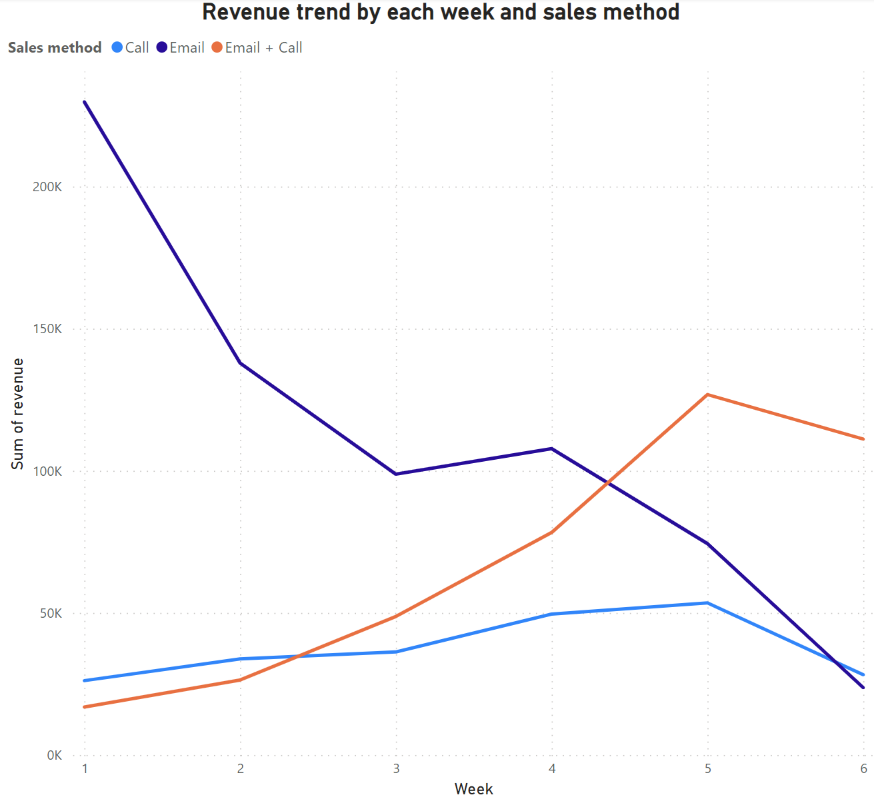 Revenue trend by each week and sales method
Sales method Call Email Email + Call
200K
150K
100K
50K
0K
Sum of revenue
1 2 3 4 5 6
Week